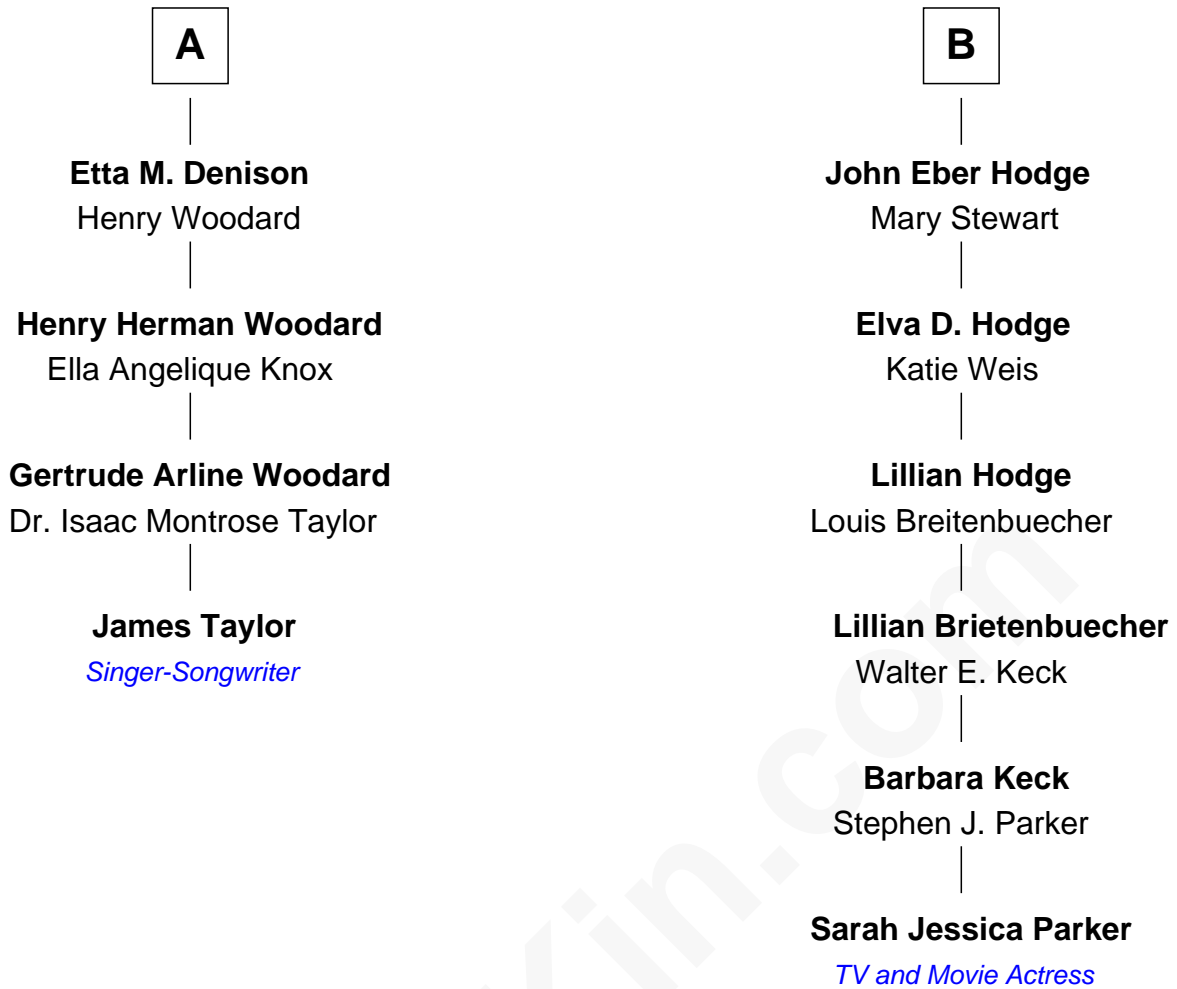 A
Etta M. Denison
Henry Woodard
Henry Herman Woodard
Ella Angelique Knox
Gertrude Arline Woodard
Dr. Isaac Montrose Taylor
James Taylor
Singer-Songwriter
B
John Eber Hodge
Mary Stewart
Elva D. Hodge
Katie Weis
Lillian Hodge
Louis Breitenbuecher
Lillian Brietenbuecher
Walter E. Keck
Barbara Keck
Stephen J. Parker
Sarah Jessica Parker
TV and Movie Actress
Kin.com